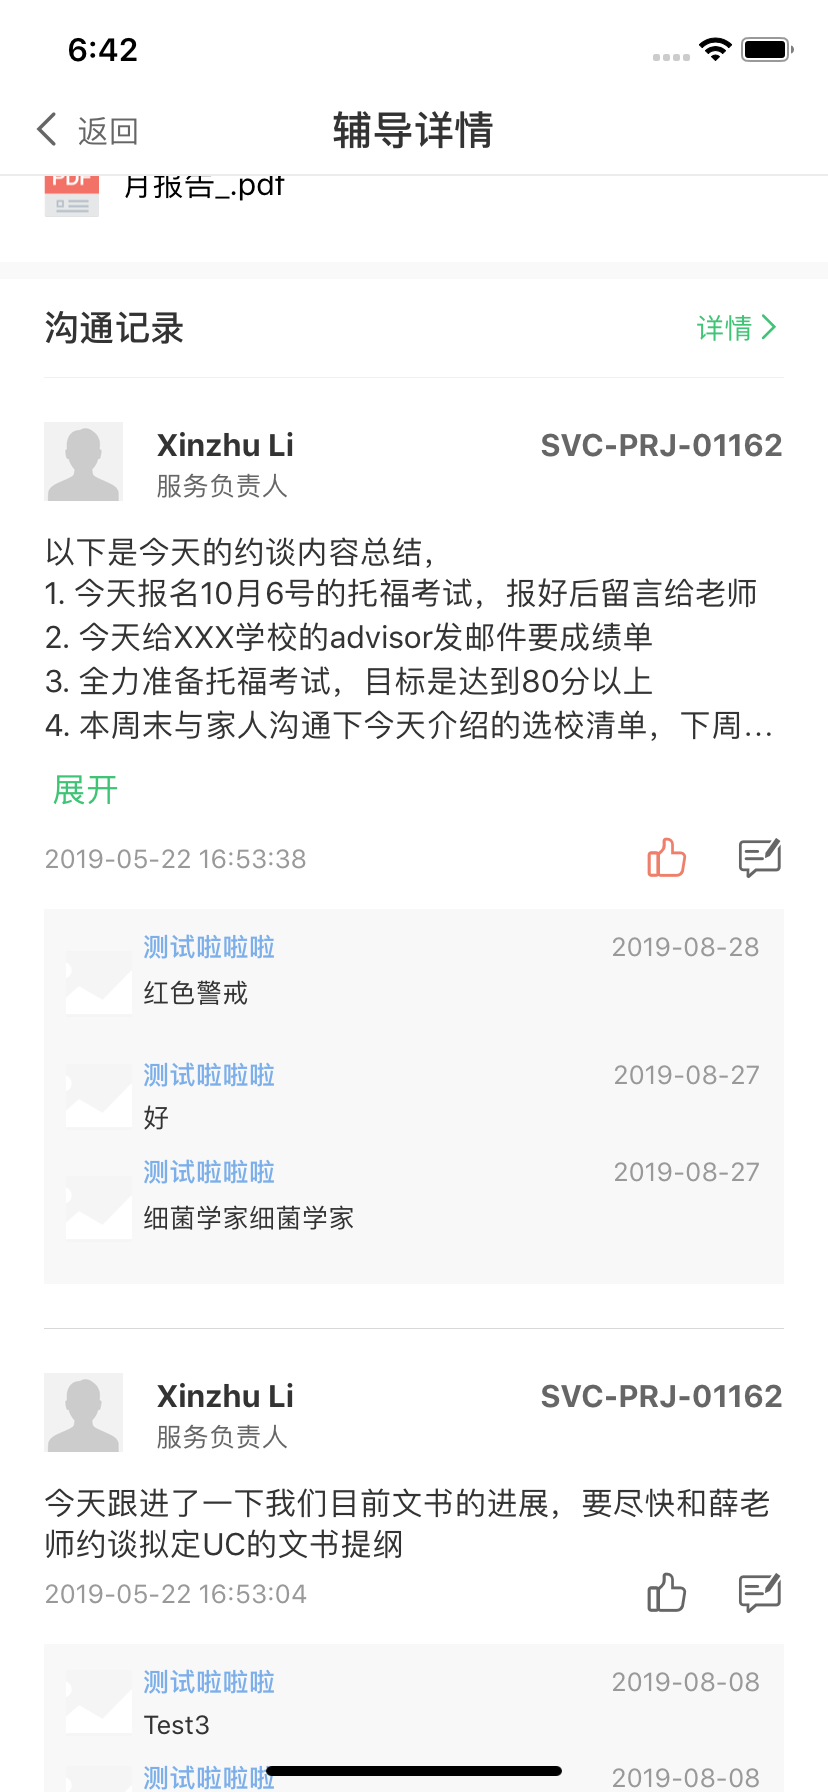 6:42
返回
辅导详情
PDF
月报告_.pdf
沟通记录
详情
Xinzhu Li
SVC-PRJ-01162
服务负责人
以下是今天的约谈内容总结，
1. 今天报名10月6号的托福考试，报好后留言给老师
2. 今天给XXX学校的advisor发邮件要成绩单
3. 全力准备托福考试，目标是达到80分以上
4. 本周末与家人沟通下今天介绍的选校清单，下周...
展开
2019-05-22 16:53:38
测试啦啦啦
2019-08-28
红色警戒
测试啦啦啦
2019-08-27
好
测试啦啦啦
2019-08-27
细菌学家细菌学家
Xinzhu Li
SVC-PRJ-01162
服务负责人
今天跟进了一下我们目前文书的进展，要尽快和薛老
师约谈拟定UC的文书提纲
2019-05-22 16:53:04
测试啦啦啦
2019-08-08
Test3
测试啦啦啦
2019-08-08